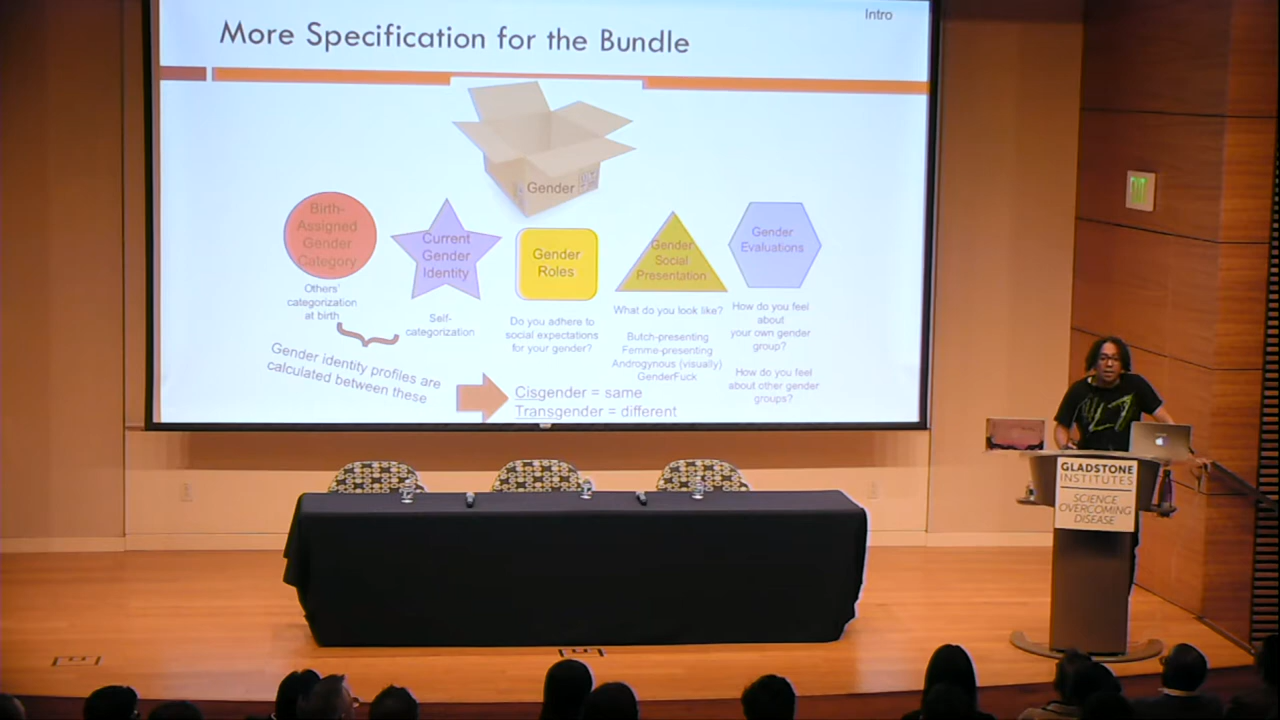 Intro
More Specification for the Bundle
Gender
Birth-
Assigned
Gender
Category
Others'
categorization
at birth
Current
Gender
Identity
Self-
categorization
Gender
Roles
Do you adhere to
social expectations
for your gender?
Gender
Social
Presentation
What do you look like?
Butch-presenting
Femme-presenting
Androgynous (visually)
GenderFuck
Gender
Evaluations
How do you feel
about
your own gender
group?
How do you feel
about other gender
groups?
Gender identity profiles are
calculated between these
Cisgender = same
Transgender = different
GLADSTONE
INSTITUTES
SCIENCE
OVERCOMING
DISEASE